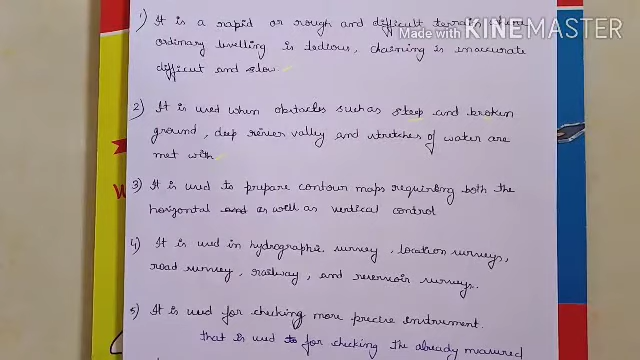 Made with KINEMASTER
1) It is a rapid or rough and difficult terrain where
ordinary levelling is tedious, chaining is inaccurate
difficut and slow
2) It is used when obstacles such as steep and broken
ground, deep reiver valley and stretches of water are
met with
3) It is used to prepare contour maps requiring both the
horizontal and as well as vertical control
4) It is used in hydrographic survey, location surveys,
road survey, railway, and reservoir surveys.
5) It is used for checking more precise indrument.
That is used to for checking the already measured